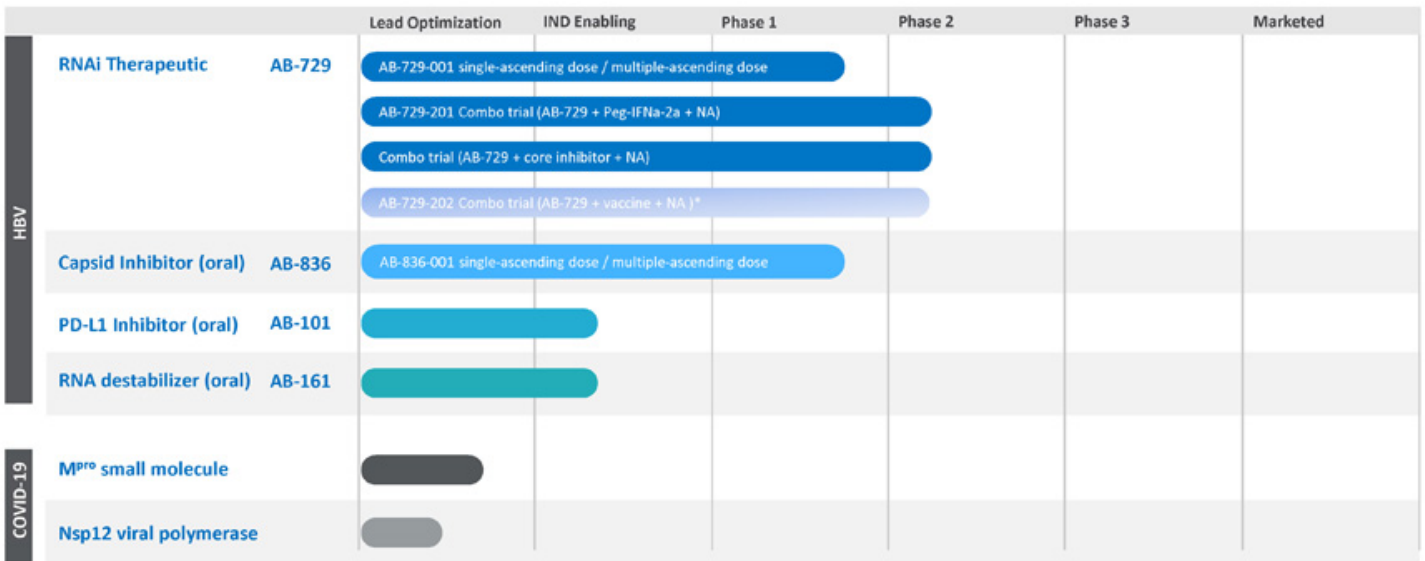 Lead Optimization IND Enabling Phase 1 Phase 2 Phase 3 Marketed
HBV
RNAi Therapeutic AB-729 AB-729-001 single-ascending dose / multiple-ascending dose
AB-729-201 Combo trial (AB-729 + Peg-IFNa-2a + NA)
Combo trial (AB-729 + core inhibitor + NA)
AB-729-202 Combo trial (AB-729 + vaccine + NA )*
Capsid Inhibitor (oral) AB-836 AB-836-001 single-ascending dose / multiple-ascending dose
PD-L1 Inhibitor (oral) AB-101
RNA destabilizer (oral) AB-161
COVID-19
Mᵖʳᵒ small molecule
Nsp12 viral polymerase